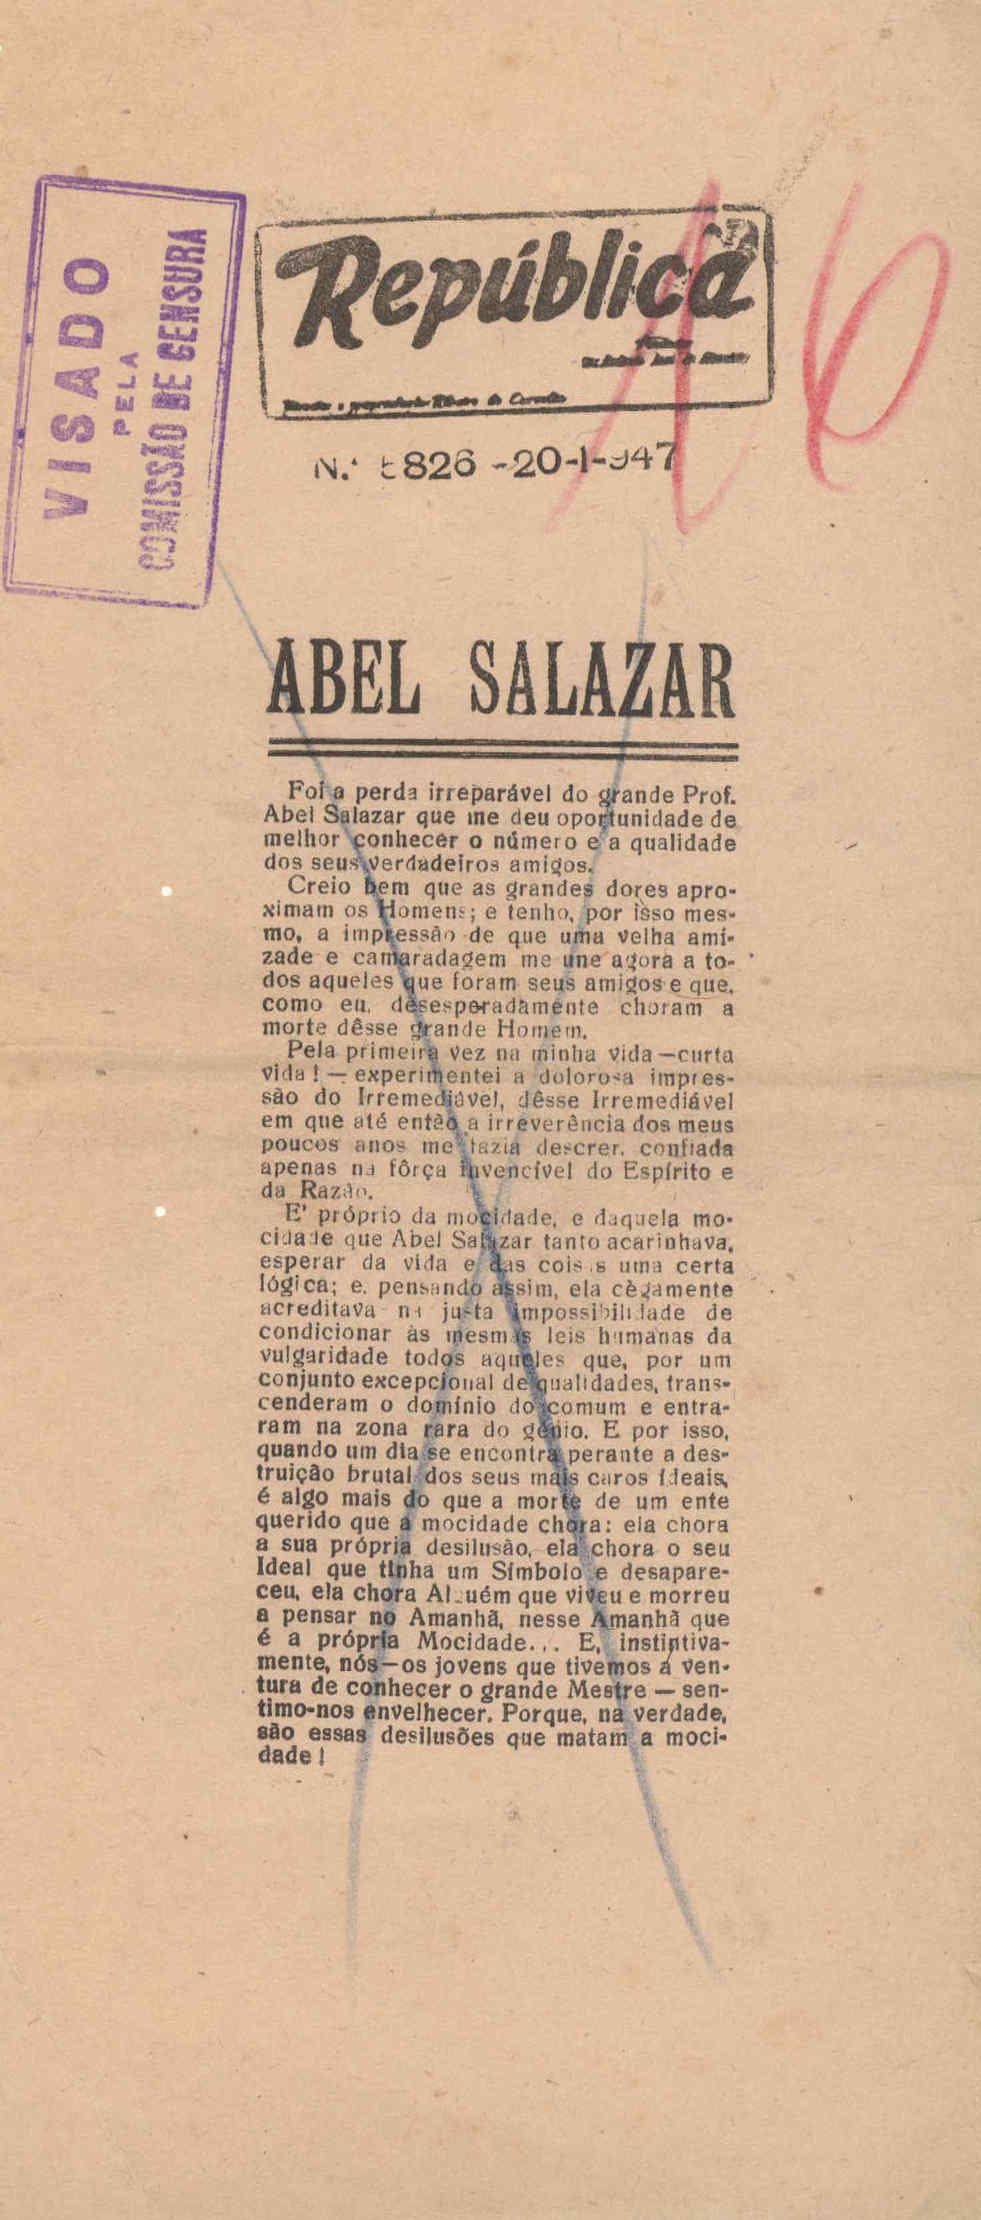 VISADO
PELA
COMISSÃO DE CENSURA
República
Ribeiro de Carvalho
N.º 826 -20-1-947
16
ABEL SALAZAR
Foi a perda irreparável do grande Prof.
Abel Salazar que me deu oportunidade de
melhor conhecer o número e a qualidade
dos seus verdadeiros amigos.
Creio bem que as grandes dores apro-
ximam os Homens; e tenho, por isso mes-
mo, a impressão de que uma velha ami-
zade e camaradagem me une agora a to-
dos aqueles que foram seus amigos e que,
como eu, desesperadamente choram a
morte dêsse grande Homem.
Pela primeira vez na minha vida—curta
vida!—experimentei a dolorosa impres-
são do Irremediável, dêsse Irremediável
em que até então a irreverência dos meus
poucos anos me fazia descrer, confiada
apenas na fôrça invencível do Espírito e
da Razão.
E' próprio da mocidade, e daquela mo-
cidade que Abel Salazar tanto acarinhava,
esperar da vida e das coisas uma certa
lógica; e, pensando assim, ela cègamente
acreditava na justa impossibilidade de
condicionar às mesmas leis humanas da
vulgaridade todos aqueles que, por um
conjunto excepcional de qualidades, trans-
cenderam o domínio do comum e entra-
ram na zona rara do génio. E por isso,
quando um dia se encontra perante a des-
truição brutal dos seus mais caros ideais,
é algo mais do que a morte de um ente
querido que a mocidade chora: ela chora
a sua própria desilusão, ela chora o seu
Ideal que tinha um Símbolo e desapare-
ceu, ela chora Alguém que viveu e morreu
a pensar no Amanhã, nesse Amanhã que
é a própria Mocidade... E, instintiva-
mente, nós—os jovens que tivemos a ven-
tura de conhecer o grande Mestre — sen-
timo-nos envelhecer. Porque, na verdade,
são essas desilusões que matam a moci-
dade!